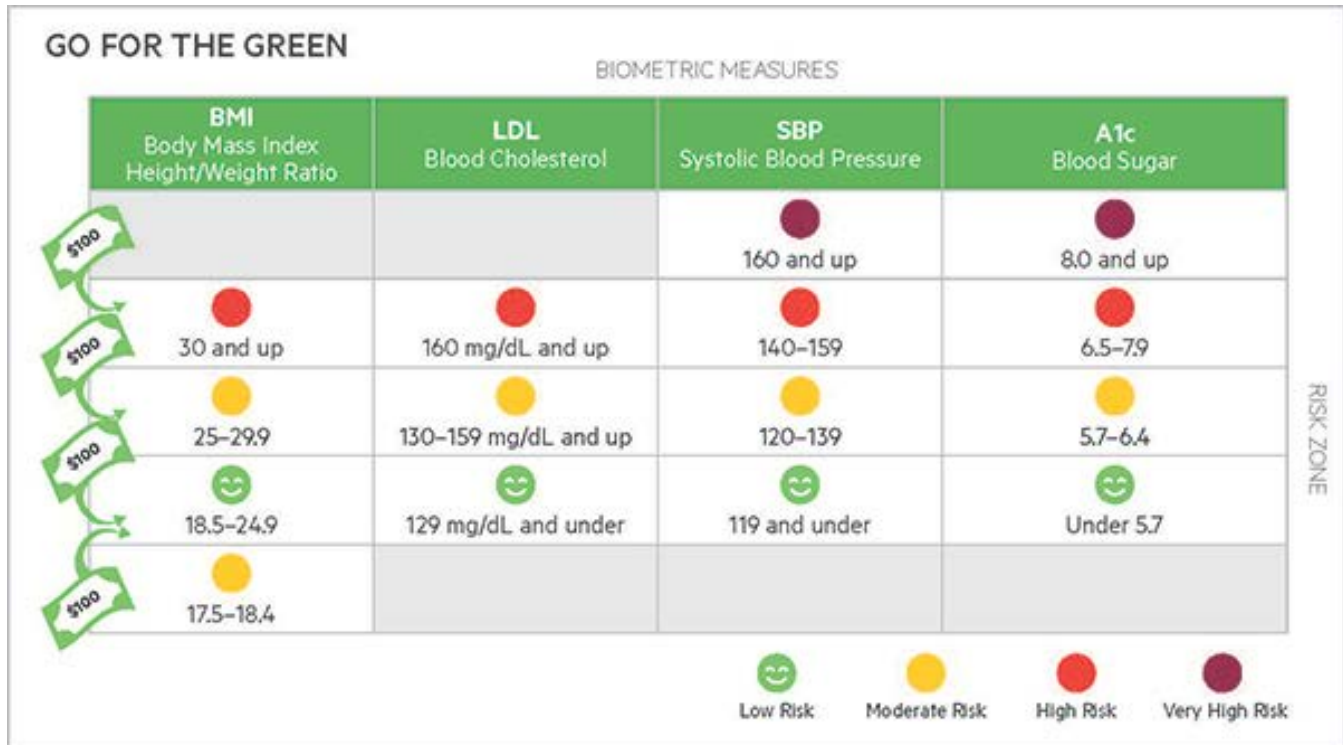 GO FOR THE GREEN
BIOMETRIC MEASURES
BMI
Body Mass Index
Height/Weight Ratio
LDL
Blood Cholesterol
SBP
Systolic Blood Pressure
A1c
Blood Sugar
$100
160 and up
8.0 and up
$100
30 and up
160 mg/dL and up
140–159
6.5–7.9
$100
25–29.9
130–159 mg/dL and up
120–139
5.7–6.4
18.5–24.9
129 mg/dL and under
119 and under
Under 5.7
$100
17.5–18.4
RISK ZONE
Low Risk
Moderate Risk
High Risk
Very High Risk